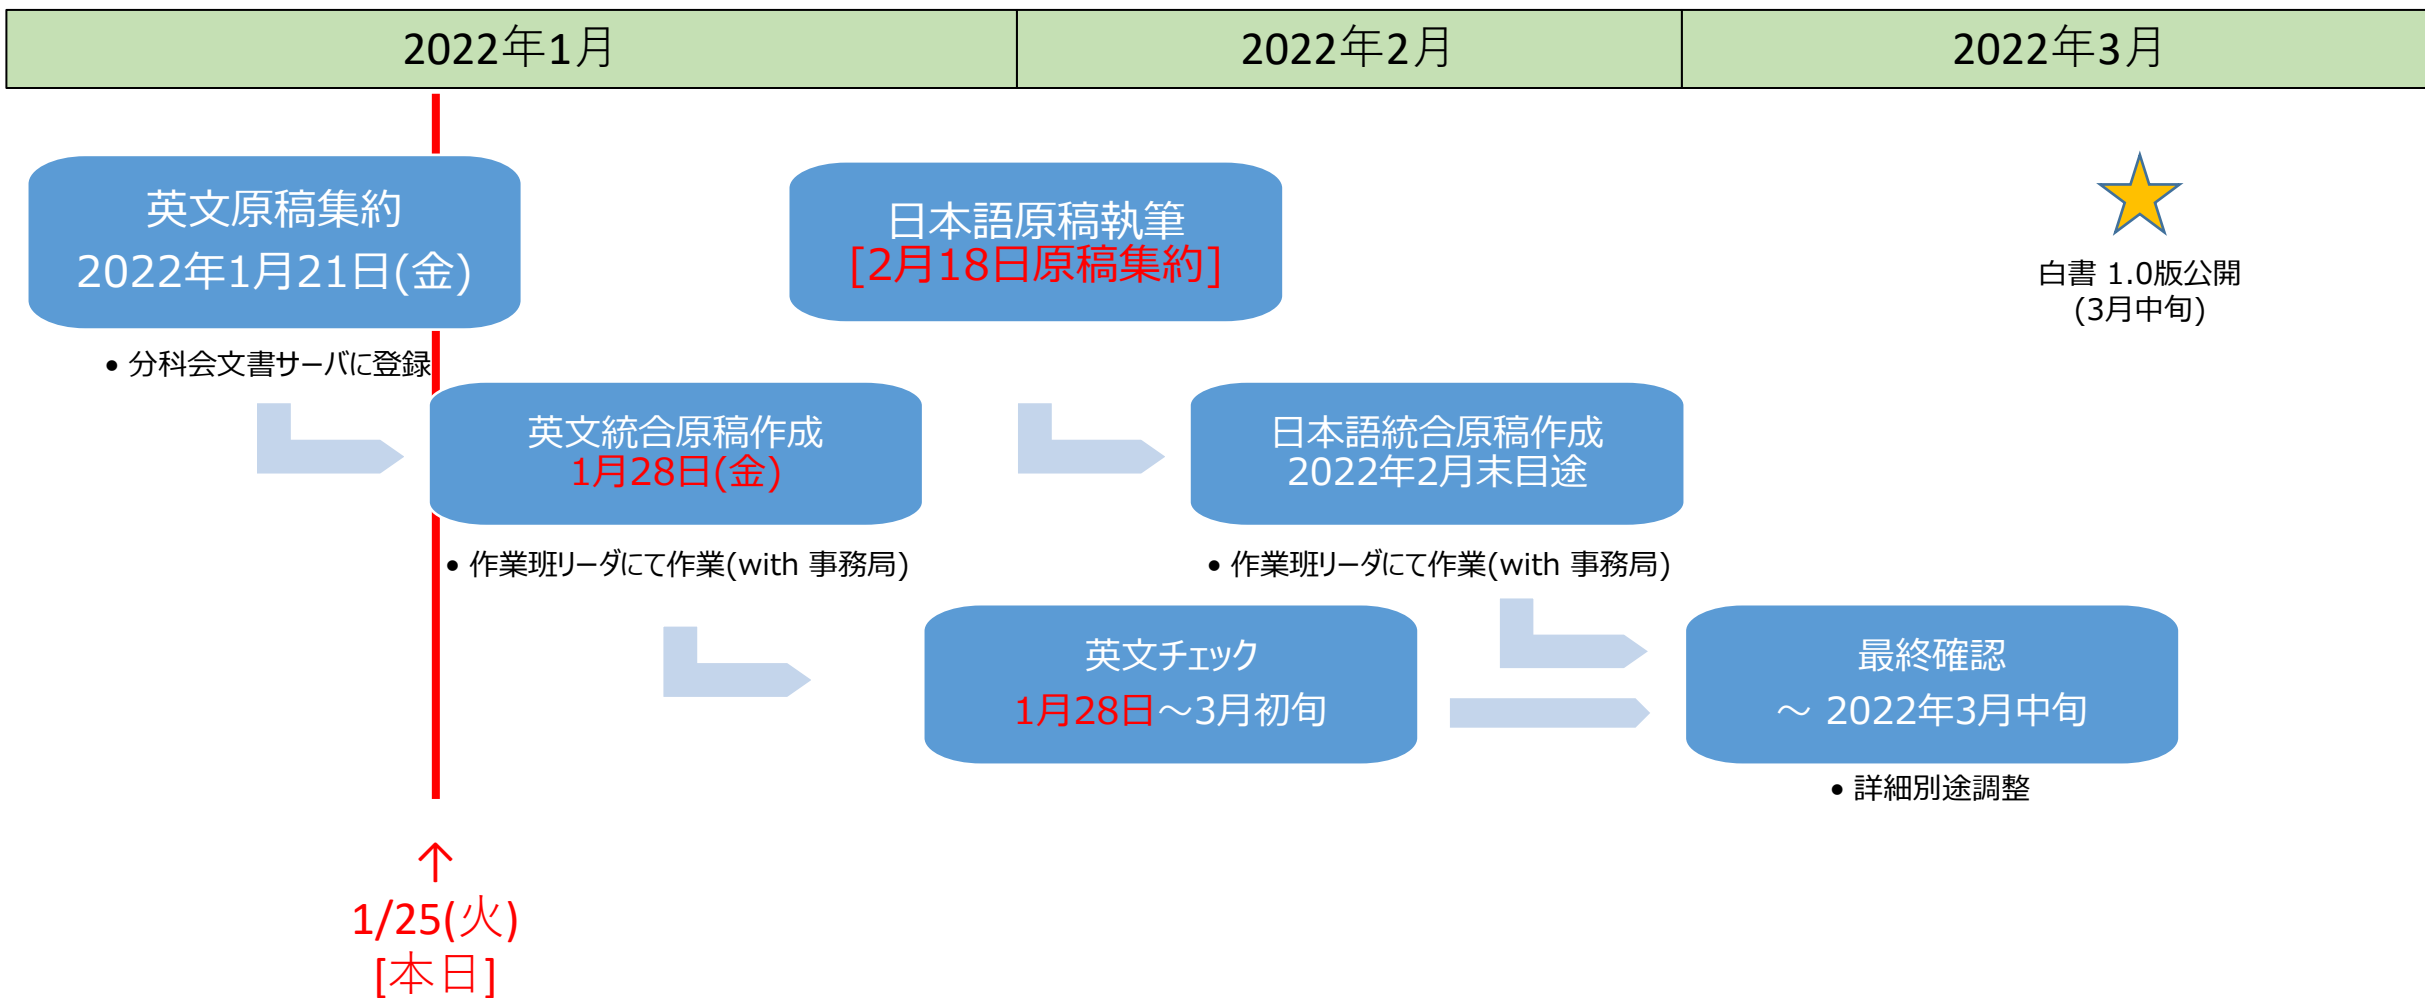 2022年1月
2022年2月
2022年3月
英文原稿集約
2022年1月21日(金)
• 分科会文書サーバに登録
日本語原稿執筆
[2月18日原稿集約]
白書 1.0版公開
(3月中旬)
英文統合原稿作成
1月28日(金)
• 作業班リーダにて作業(with 事務局)
日本語統合原稿作成
2022年2月末目途
• 作業班リーダにて作業(with 事務局)
英文チェック
1月28日～3月初旬
最終確認
～ 2022年3月中旬
• 詳細別途調整
↑
1/25(火)
[本日]